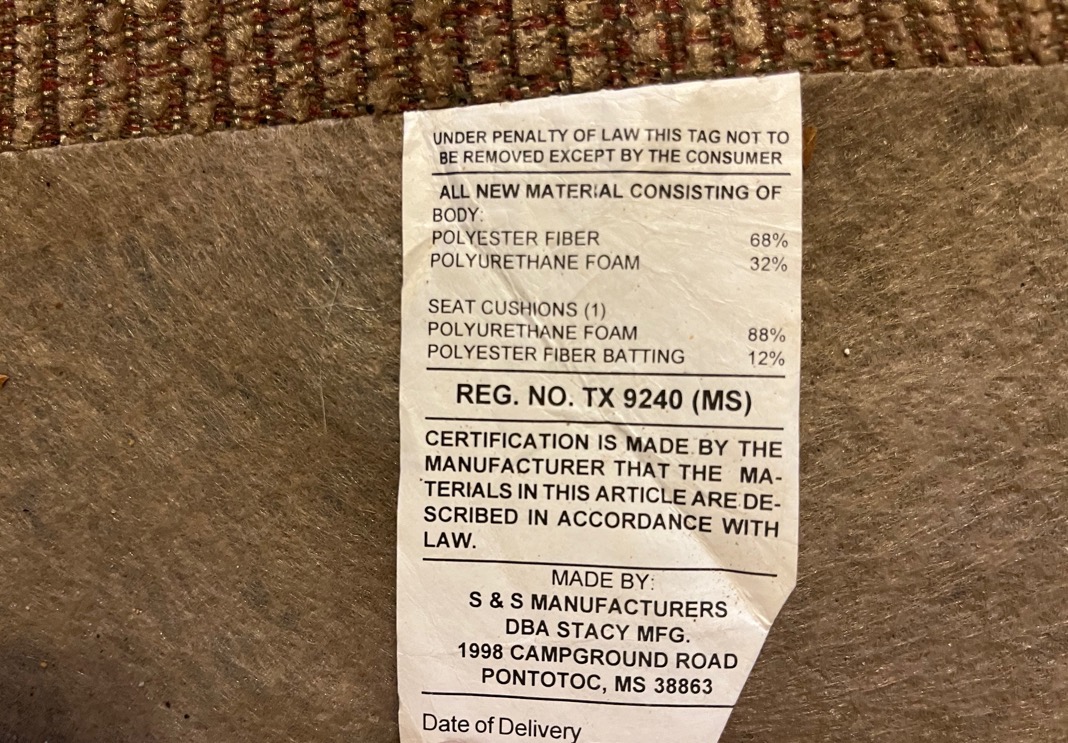 UNDER PENALTY OF LAW THIS TAG NOT TO
BE REMOVED EXCEPT BY THE CONSUMER
ALL NEW MATERIAL CONSISTING OF
BODY:
POLYESTER FIBER 68%
POLYURETHANE FOAM 32%
SEAT CUSHIONS (1)
POLYURETHANE FOAM 88%
POLYESTER FIBER BATTING 12%
REG. NO. TX 9240 (MS)
CERTIFICATION IS MADE BY THE
MANUFACTURER THAT THE MA-
TERIALS IN THIS ARTICLE ARE DE-
SCRIBED IN ACCORDANCE WITH
LAW.
MADE BY:
S & S MANUFACTURERS
DBA STACY MFG.
1998 CAMPGROUND ROAD
PONTOTOC, MS 38863
Date of Delivery